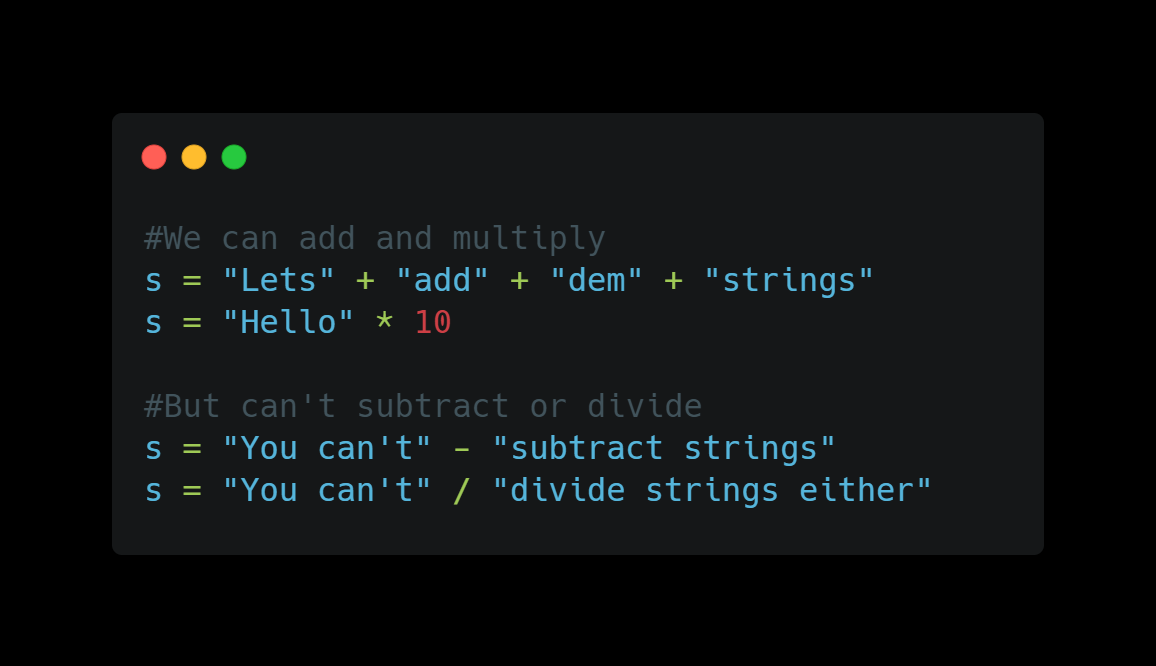 #We can add and multiply
s = "Lets" + "add" + "dem" + "strings"
s = "Hello" * 10
#But can't subtract or divide
s = "You can't" - "subtract strings"
s = "You can't" / "divide strings either"